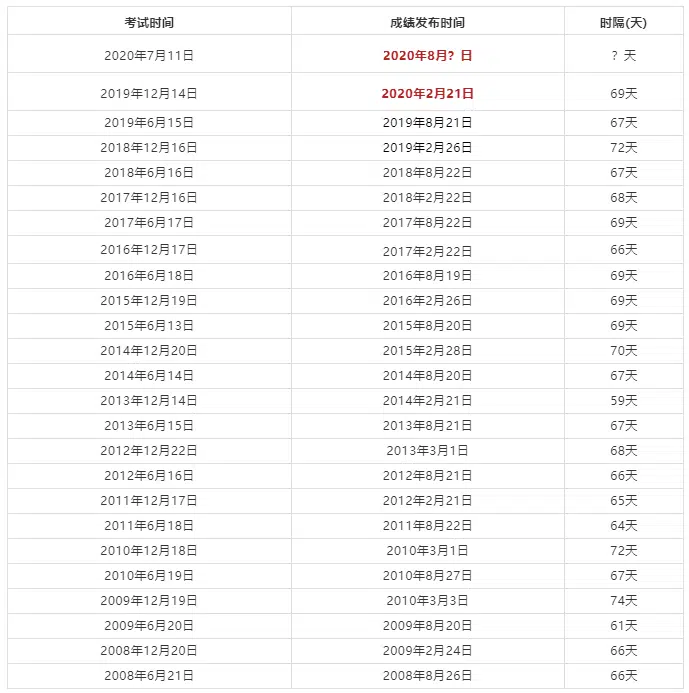 考试时间 成绩发布时间 时隔(天)
2020年7月11日 2020年8月? 日 ? 天
2019年12月14日 2020年2月21日 69天
2019年6月15日 2019年8月21日 67天
2018年12月16日 2019年2月26日 72天
2018年6月16日 2018年8月22日 67天
2017年12月16日 2018年2月22日 68天
2017年6月17日 2017年8月22日 69天
2016年12月17日 2017年2月22日 66天
2016年6月18日 2016年8月19日 69天
2015年12月19日 2016年2月26日 69天
2015年6月13日 2015年8月20日 69天
2014年12月20日 2015年2月28日 70天
2014年6月14日 2014年8月20日 67天
2013年12月14日 2014年2月21日 59天
2013年6月15日 2013年8月21日 67天
2012年12月22日 2013年3月1日 68天
2012年6月16日 2012年8月21日 66天
2011年12月17日 2012年2月21日 65天
2011年6月18日 2011年8月22日 64天
2010年12月18日 2010年3月1日 72天
2010年6月19日 2010年8月27日 67天
2009年12月19日 2010年3月3日 74天
2009年6月20日 2009年8月20日 61天
2008年12月20日 2009年2月24日 66天
2008年6月21日 2008年8月26日 66天